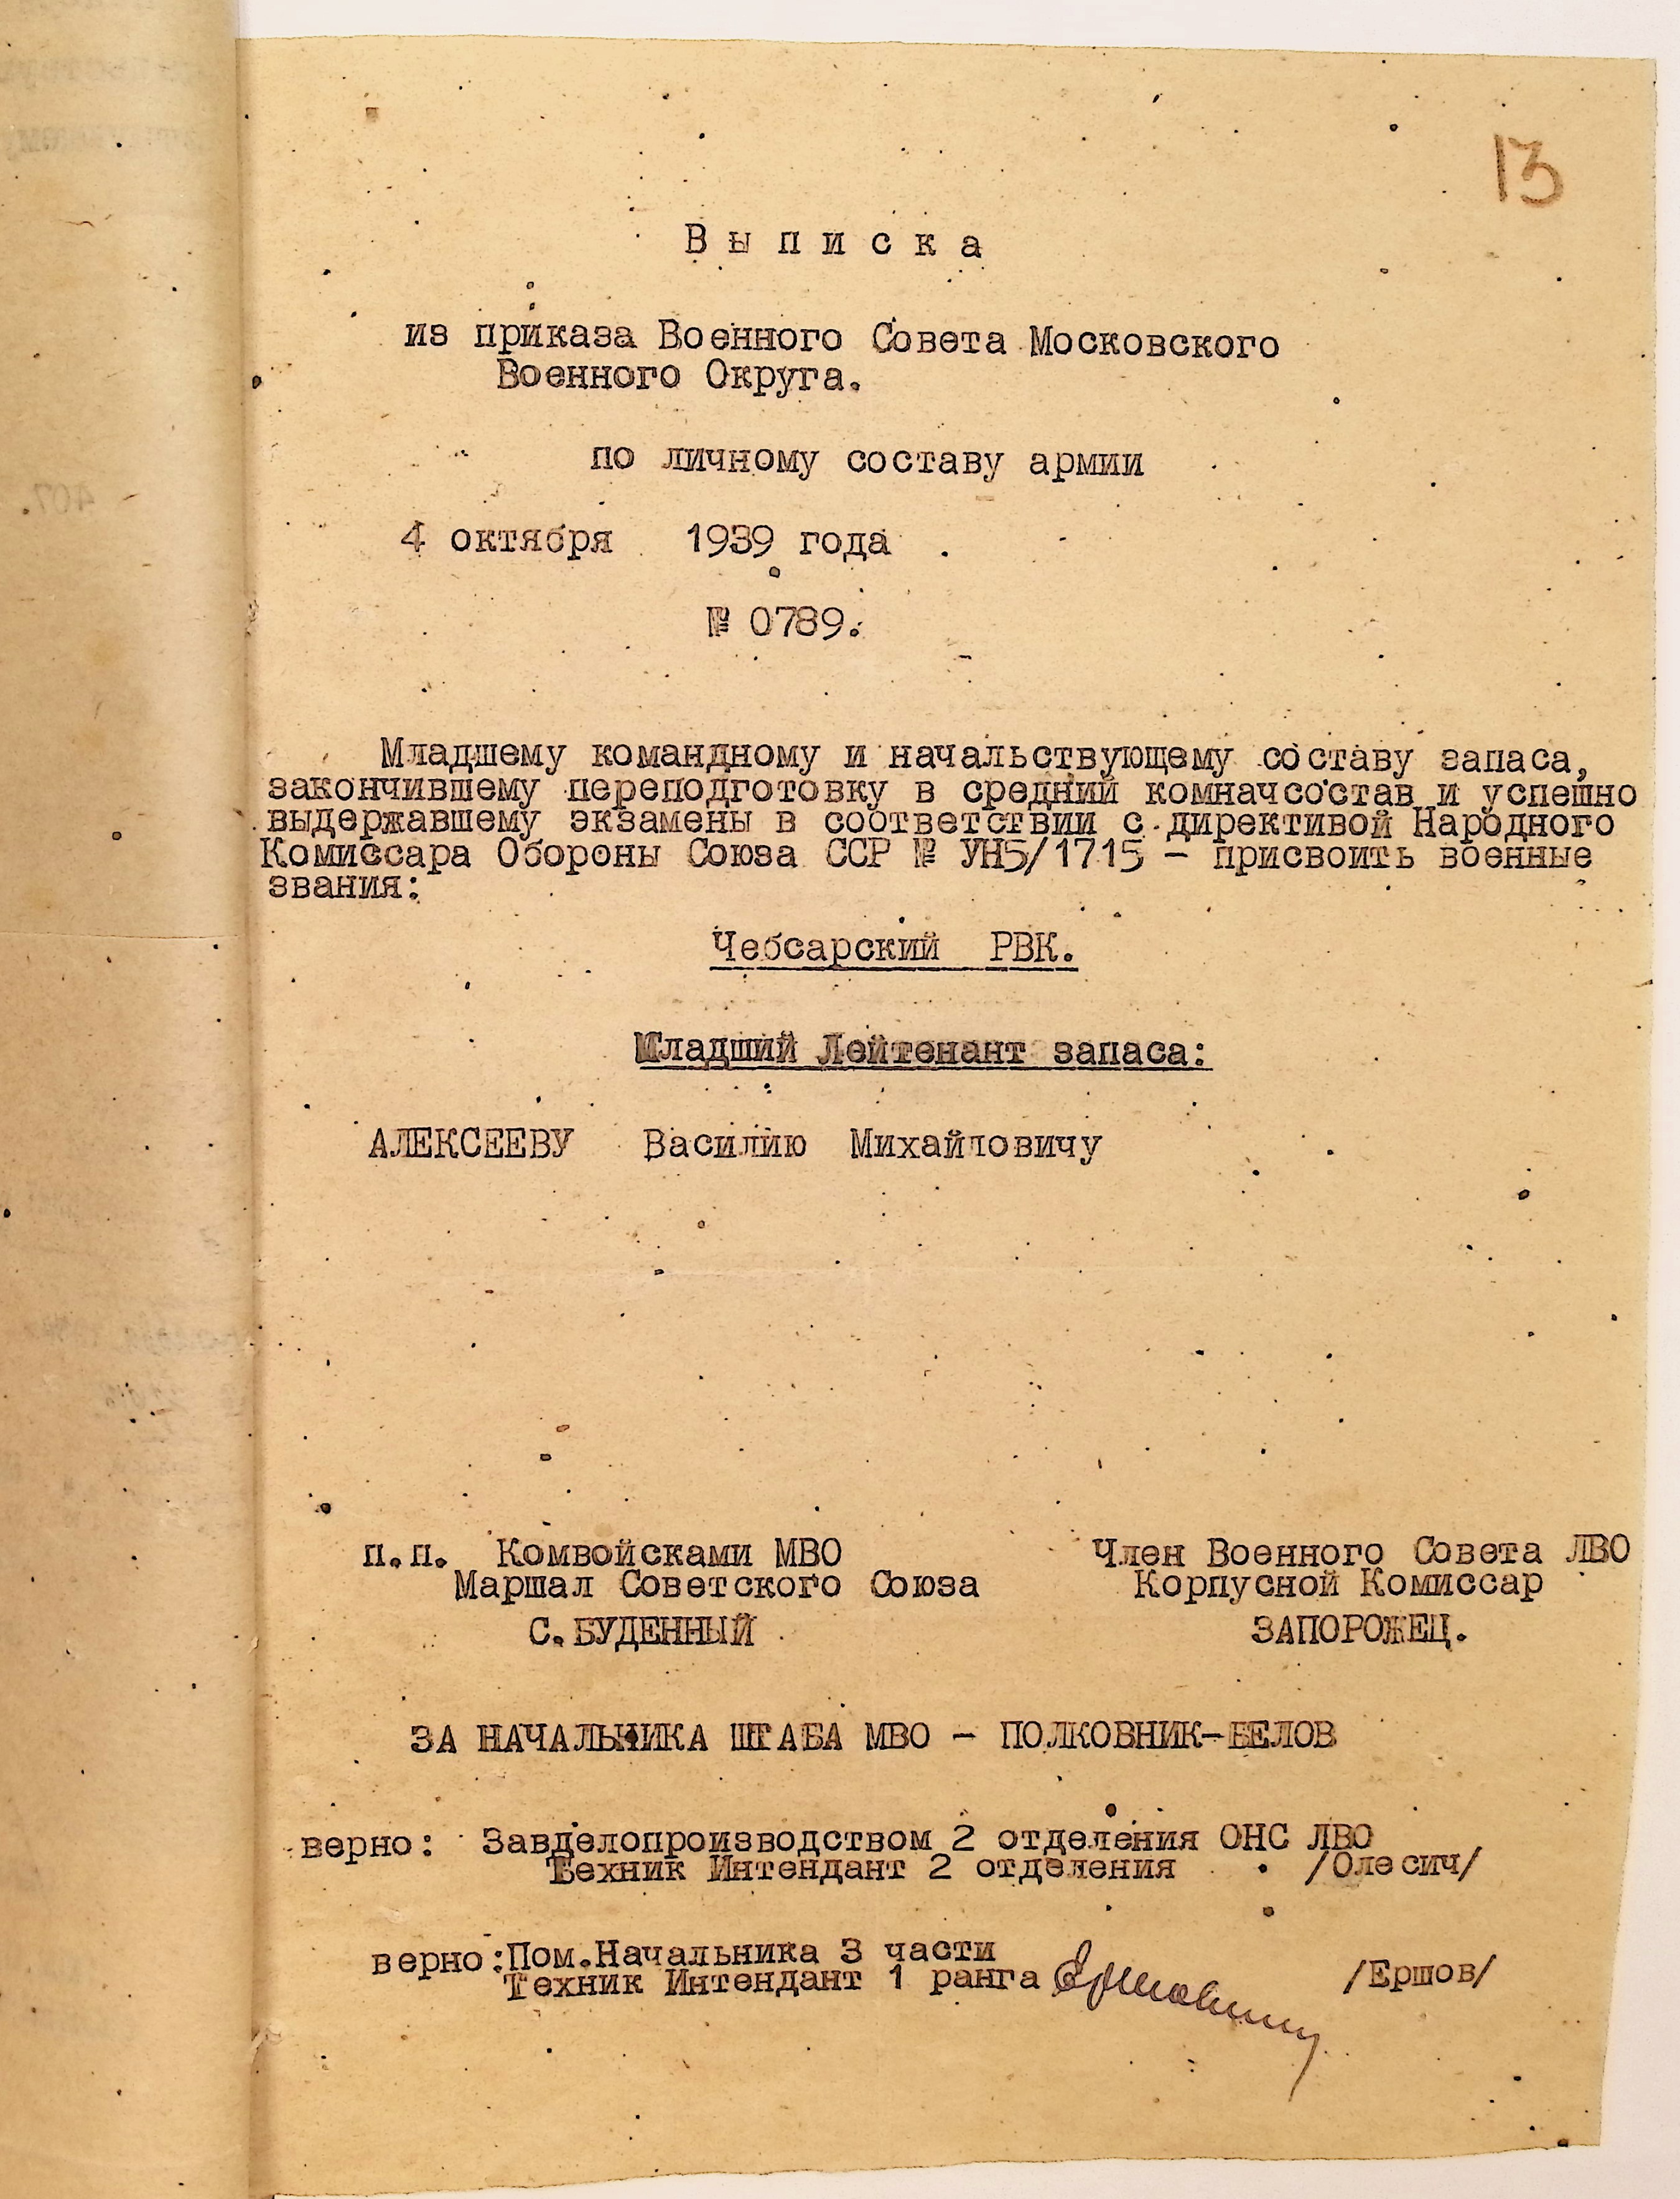 13
Выписка
из приказа Военного Совета Московского
Военного Округа.
по личному составу армии
4 октября 1939 года .
№ 0789.
Младшему командному и начальствующему составу запаса,
закончившему переподготовку в средний комначсостав и успешно
выдержавшему экзамены в соответствии с директивой Народного
Комиссара Обороны Союза ССР № УН5/1715 – присвоить военные
звания:
Чебсарский РВК.
Младший Лейтенант запаса:
АЛЕКСЕЕВУ Василию Михайловичу
п.п. Комвойсками МВО
Маршал Советского Союза
С.БУДЕННЫЙ
Член Военного Совета ЛВО
Корпусной Комиссар
ЗАПОРОЖЕЦ.
ЗА НАЧАЛЬНИКА ШТАБА МВО – ПОЛКОВНИК–БЕЛОВ
верно: Завделопроизводством 2 отделения ОНС ЛВО
Техник Интендант 2 отделения /Олесич/
верно:Пом.Начальника 3 части
Техник Интендант 1 ранга /Ершов/